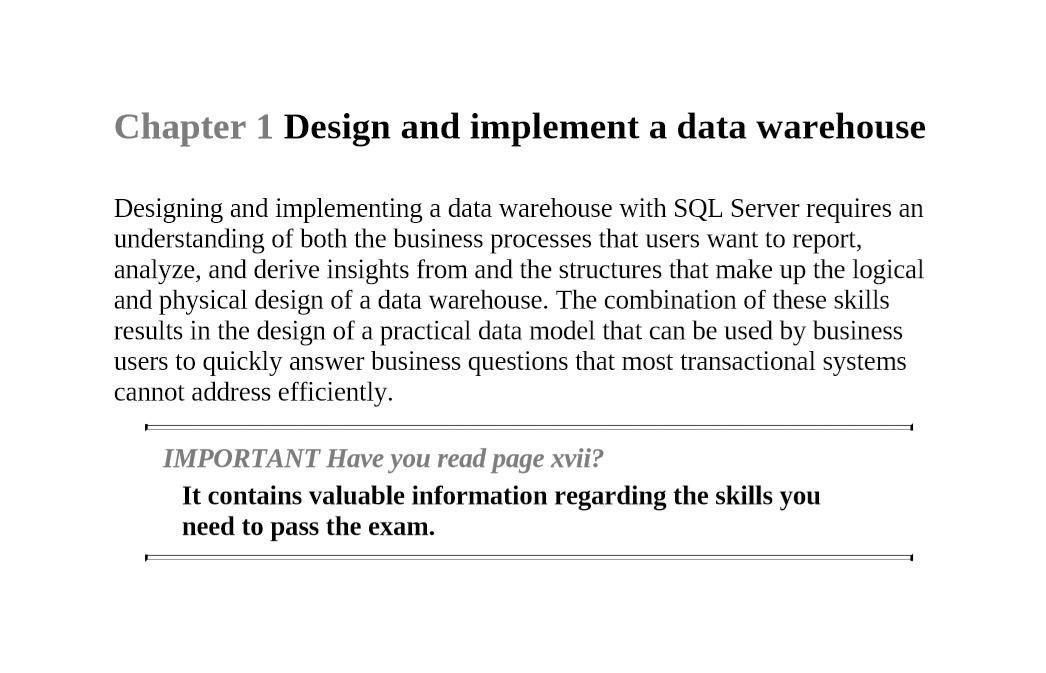 Chapter 1 Design and implement a data warehouse
Designing and implementing a data warehouse with SQL Server requires an
understanding of both the business processes that users want to report,
analyze, and derive insights from and the structures that make up the logical
and physical design of a data warehouse. The combination of these skills
results in the design of a practical data model that can be used by business
users to quickly answer business questions that most transactional systems
cannot address efficiently.
IMPORTANT Have you read page xvii?
It contains valuable information regarding the skills you
need to pass the exam.